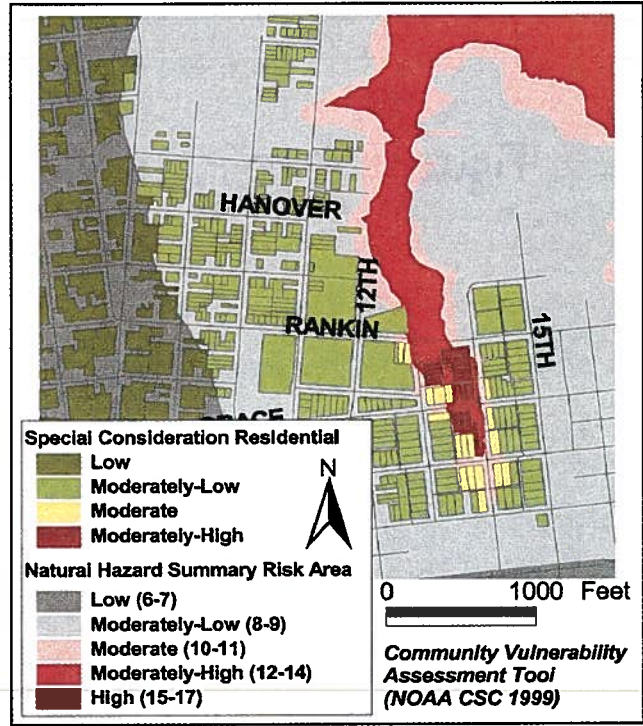 HANOVER
12TH
RANKIN
15TH
GRACE
Special Consideration Residential
Low
Moderately-Low
Moderate
Moderately-High
N
Natural Hazard Summary Risk Area
Low (6-7)
Moderately-Low (8-9)
Moderate (10-11)
Moderately-High (12-14)
High (15-17)
0 1000 Feet
Community Vulnerability
Assessment Tool
(NOAA CSC 1999)